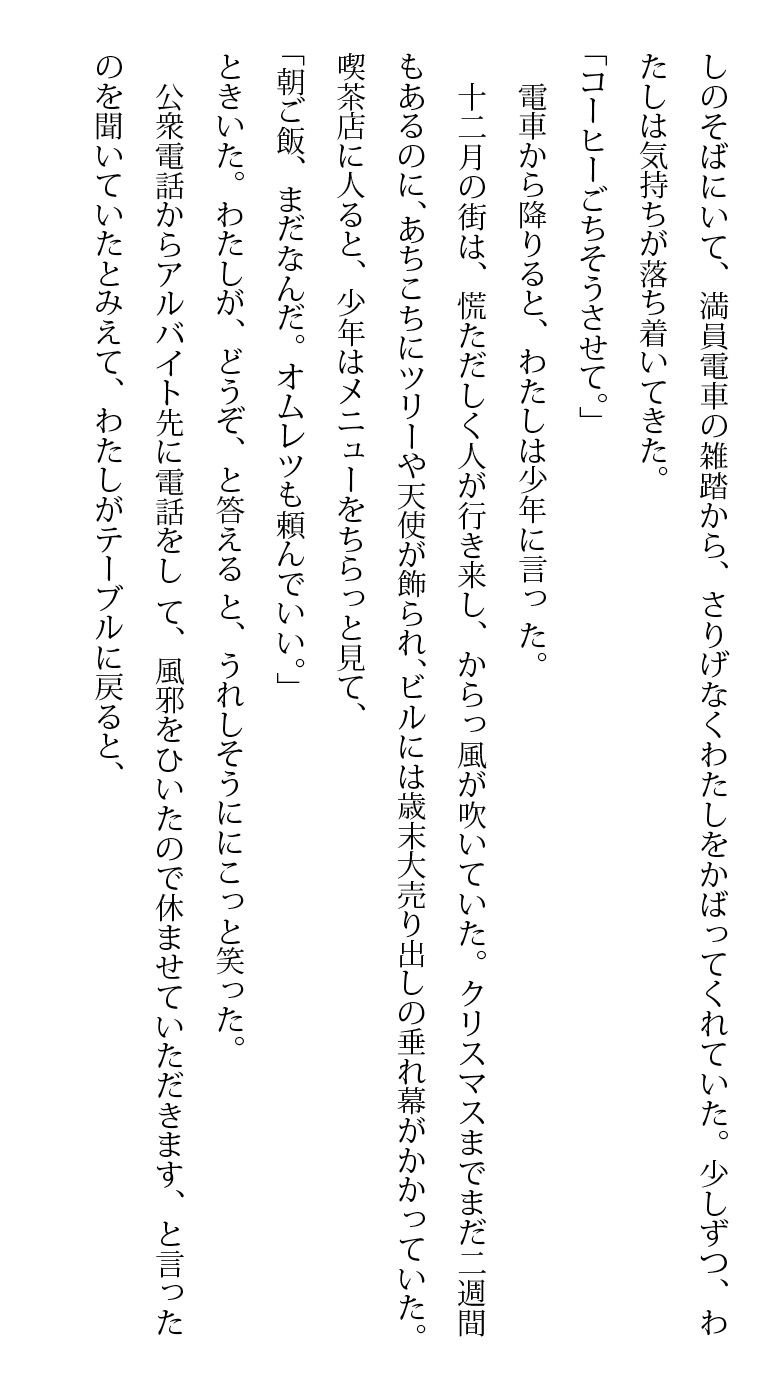 しのそばにいて、満員電車の雑踏から、さりげなくわたしをかばってくれていた。少しずつ、わ
たしは気持ちが落ち着いてきた。
「コーヒーごちそうさせて。」
　電車から降りると、わたしは少年に言った。
　十二月の街は、慌ただしく人が行き来し、からっ風が吹いていた。クリスマスまでまだ二週間
もあるのに、あちこちにツリーや天使が飾られ、ビルには歳末大売り出しの垂れ幕がかかっていた。
喫茶店に人ると、少年はメニューをちらっと見て、
「朝ご飯、まだなんだ。オムレツも頼んでいい。」
ときいた。わたしが、どうぞ、と答えると、うれしそうににこっと笑った。
　公衆電話からアルバイト先に電話をして、風邪をひいたので休ませていただきます、と言った
のを聞いていたとみえて、わたしがテーブルに戻ると、